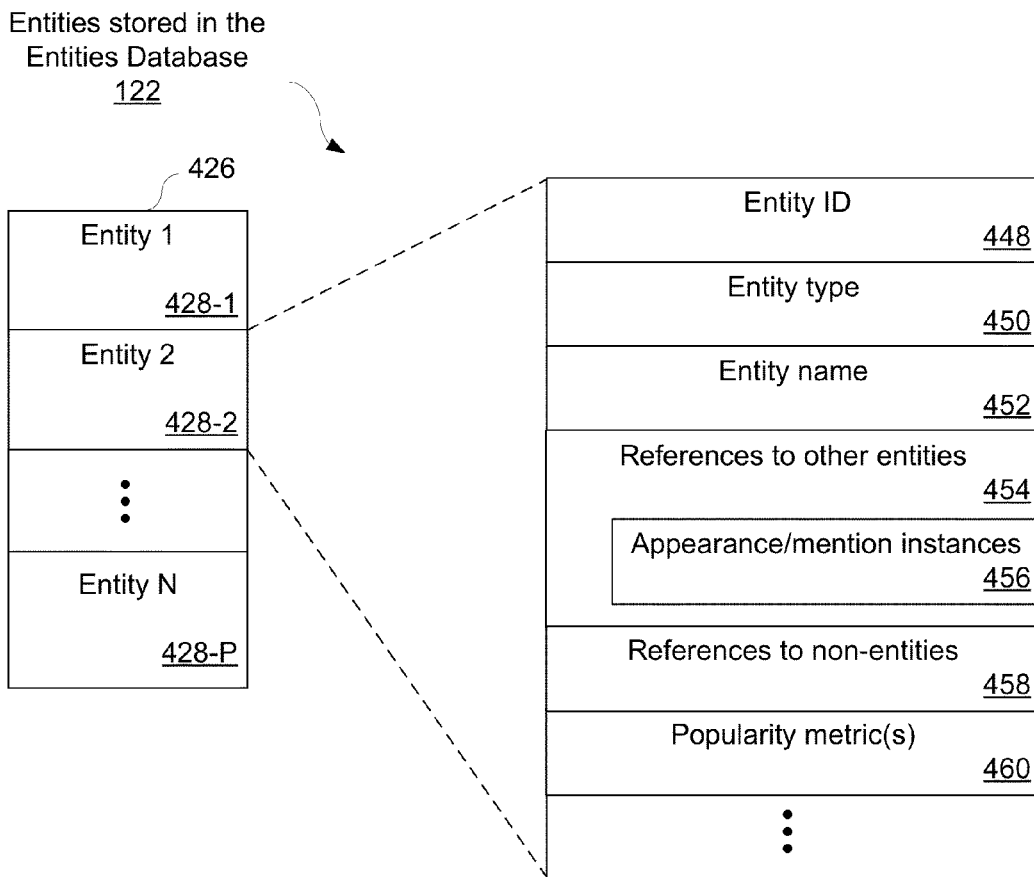 Entities stored in the
Entities Database
122
426
Entity 1
428-1
Entity 2
428-2
Entity N
428-P
Entity ID
448
Entity type
450
Entity name
452
References to other entities
454
Appearance/mention instances
456
References to non-entities
458
Popularity metric(s)
460